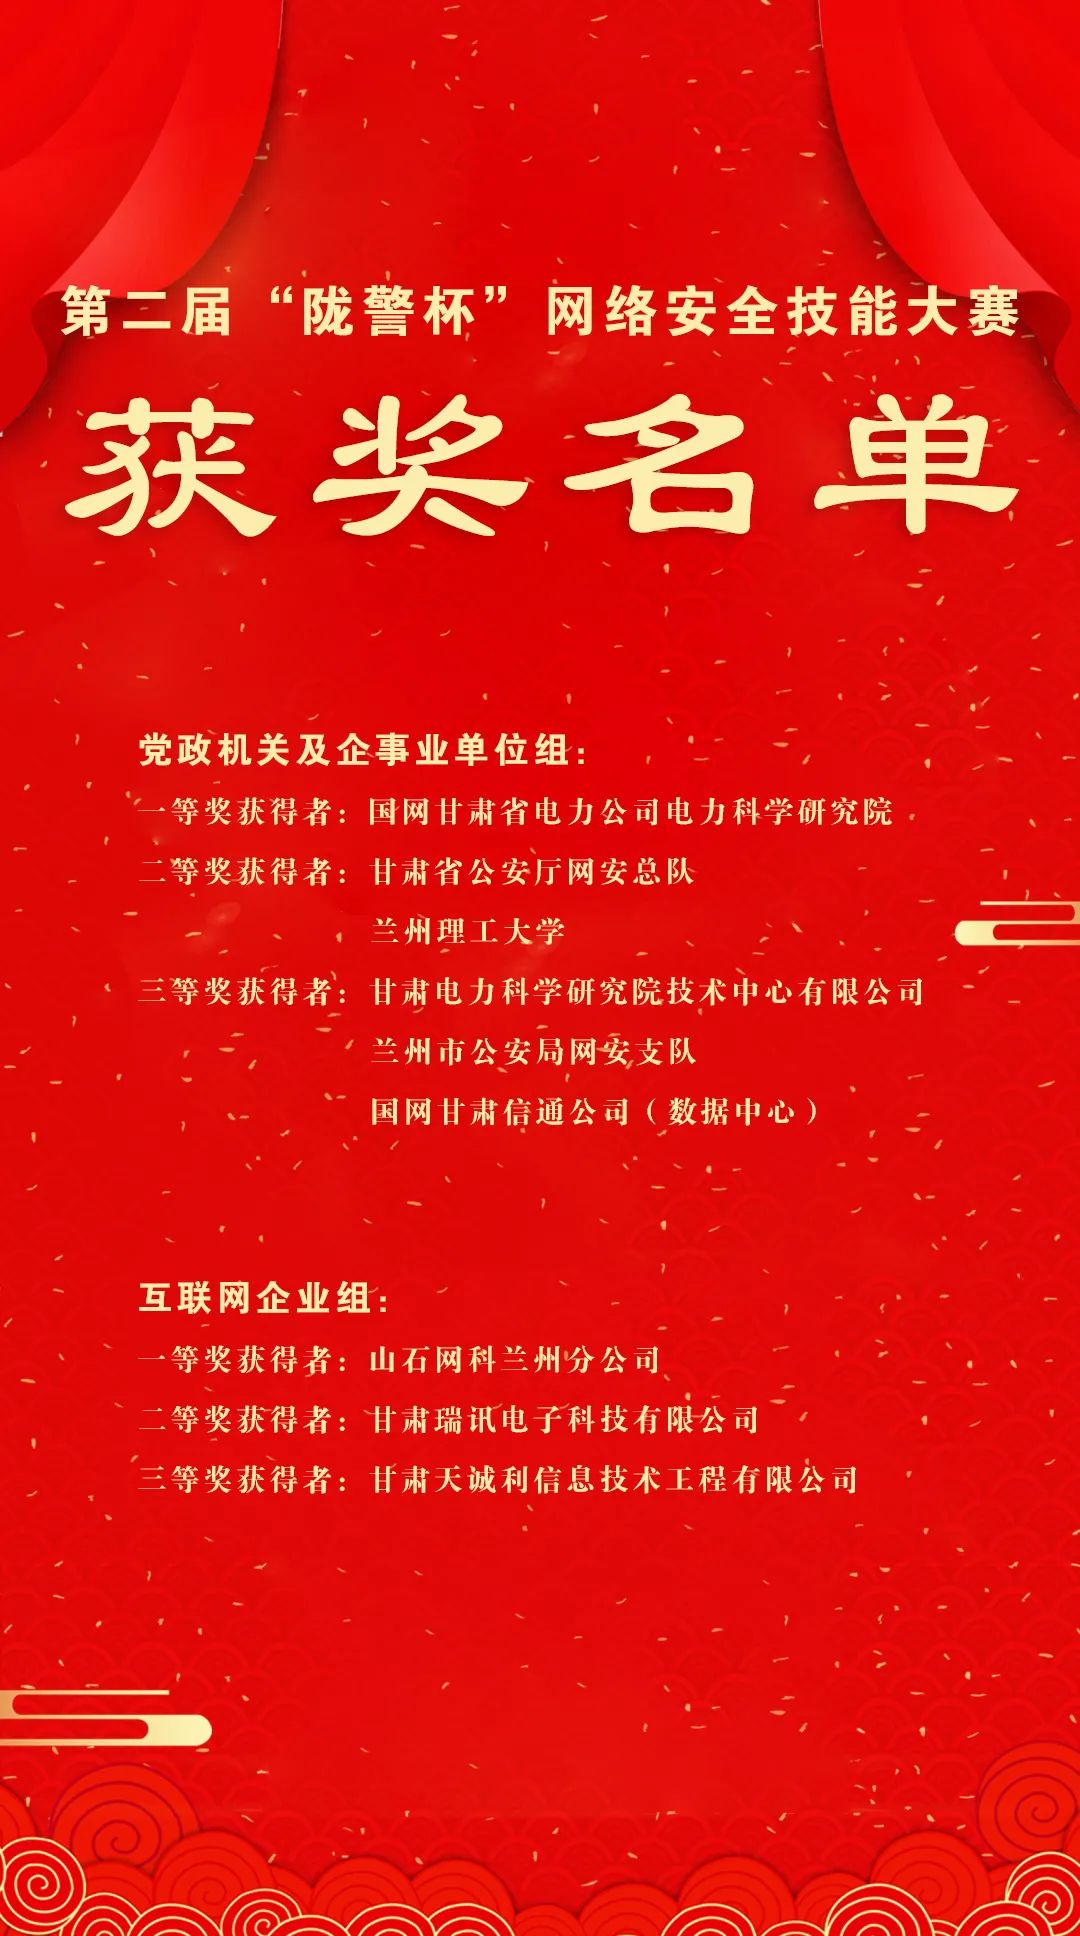 第二届“陇警杯”网络安全技能大赛
获奖名单
党政机关及企事业单位组：
一等奖获得者：国网甘肃省电力公司电力科学研究院
二等奖获得者：甘肃省公安厅网安总队
兰州理工大学
三等奖获得者：甘肃电力科学研究院技术中心有限公司
兰州市公安局网安支队
国网甘肃信通公司（数据中心）
互联网企业组：
一等奖获得者：山石网科兰州分公司
二等奖获得者：甘肃瑞讯电子科技有限公司
三等奖获得者：甘肃天诚利信息技术工程有限公司